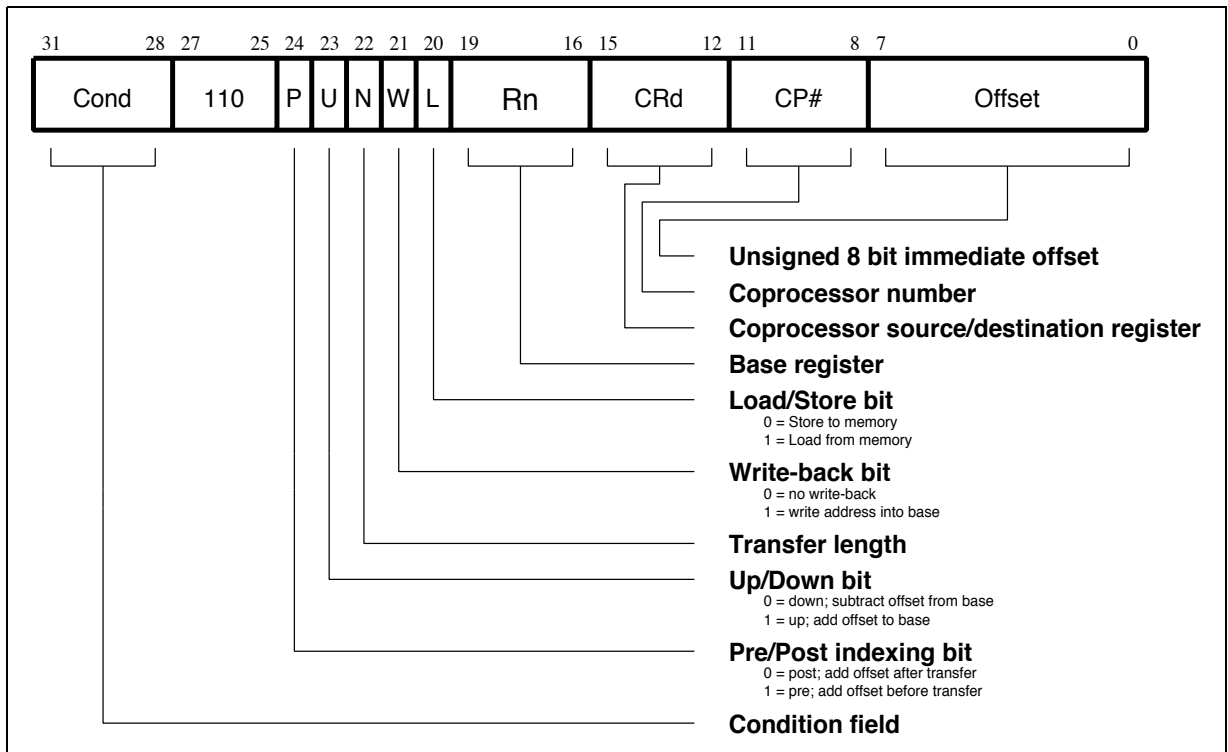 31 28 27 25 24 23 22 21 20 19 16 15 12 11 8 7 0
Cond 110 P U N W L Rn CRd CP# Offset
Unsigned 8 bit immediate offset
Coprocessor number
Coprocessor source/destination register
Base register
Load/Store bit
0 = Store to memory
1 = Load from memory
Write-back bit
0 = no write-back
1 = write address into base
Transfer length
Up/Down bit
0 = down; subtract offset from base
1 = up; add offset to base
Pre/Post indexing bit
0 = post; add offset after transfer
1 = pre; add offset before transfer
Condition field